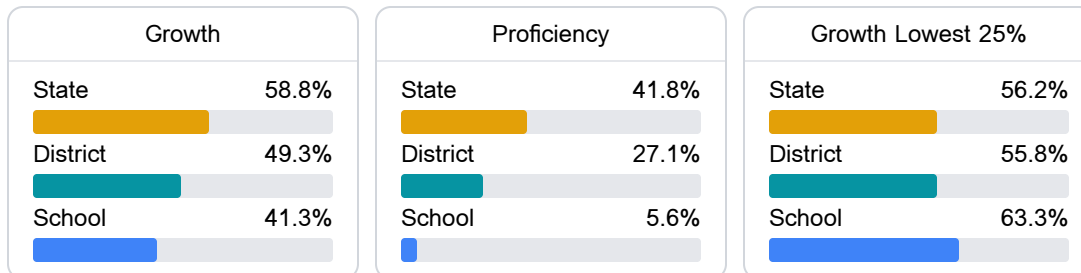 Growth
State 58.8%
District 49.3%
School 41.3%
Proficiency
State 41.8%
District 27.1%
School 5.6%
Growth Lowest 25%
State 56.2%
District 55.8%
School 63.3%